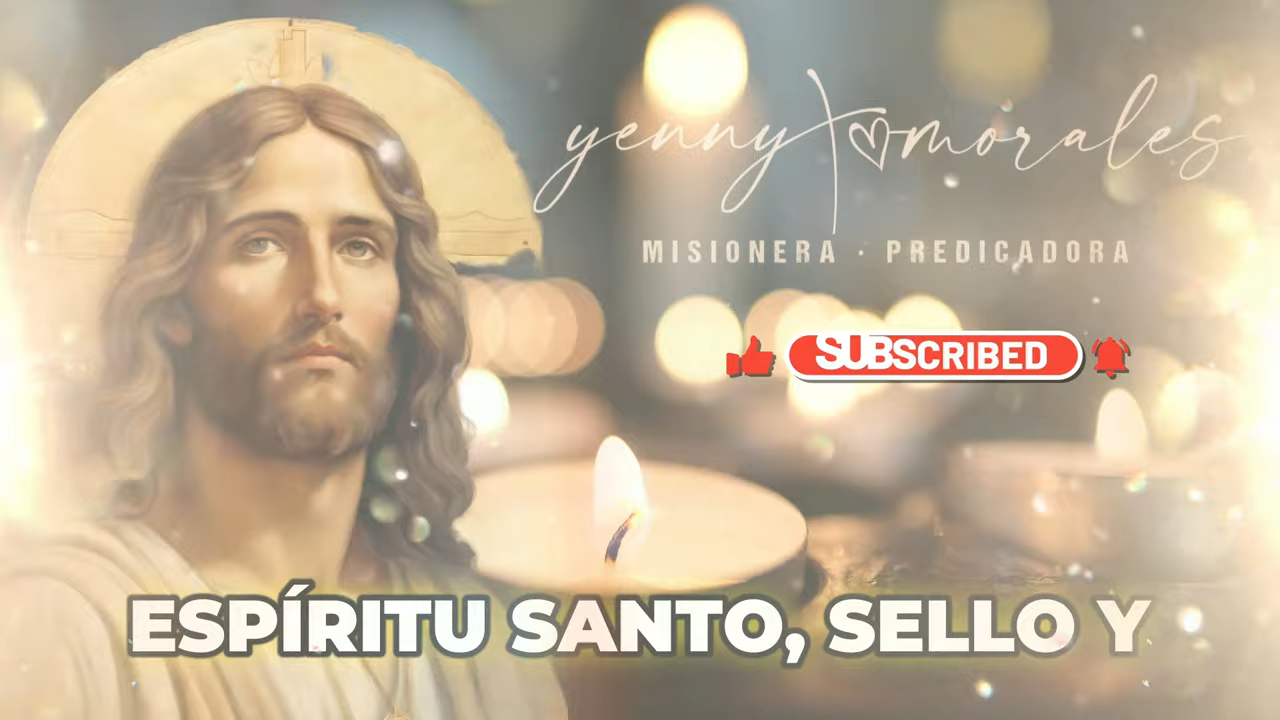 yenny morales
MISIONERA · PREDICADORA
SUBSCRIBED
ESPÍRITU SANTO, SELLO Y